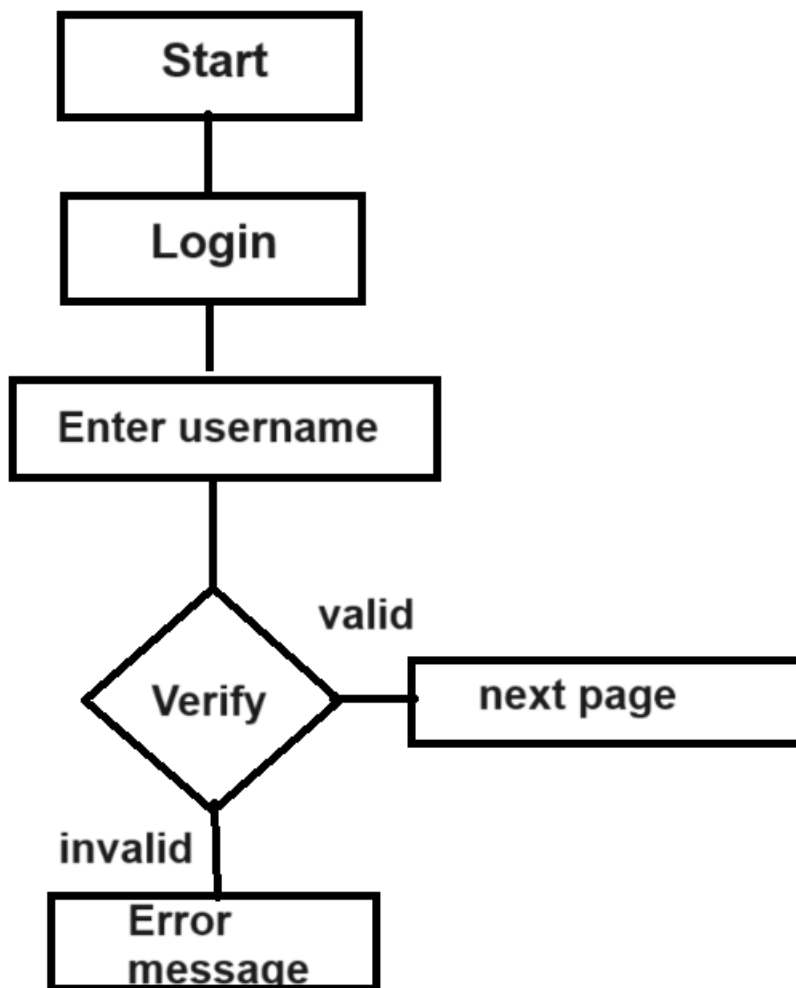 Start
Login
Enter username
valid
Verify
next page
invalid
Error
message